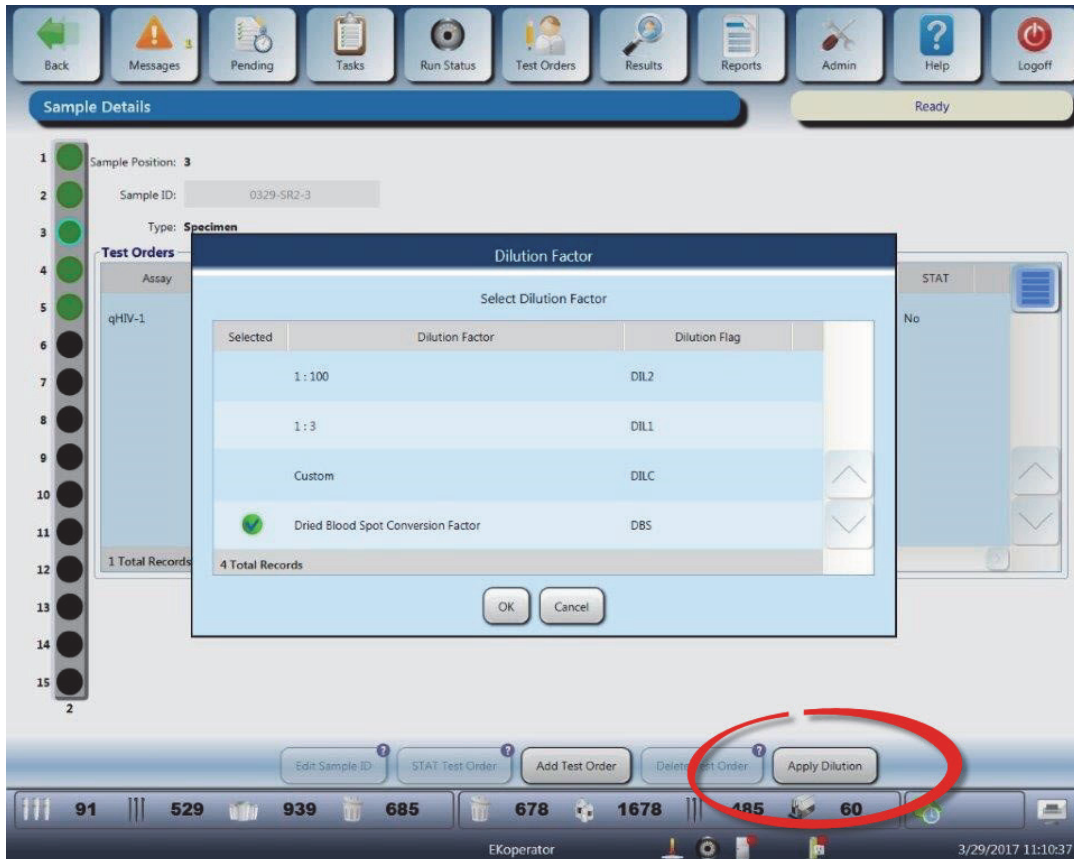 Back
Messages
1
Pending
Tasks
Run Status
Test Orders
Results
Reports
Admin
?
Help
Logoff
Sample Details
Ready
1
Sample Position: 3
2
Sample ID: 0329-SR2-3
3
Type: Specimen
Test Orders
4
Assay
STAT
5
qHIV-1
No
6
7
8
9
10
11
12
13
14
15
2
1 Total Records
Dilution Factor
Select Dilution Factor
Selected Dilution Factor Dilution Flag
1 : 100 DIL2
1 : 3 DIL1
Custom DILC
Dried Blood Spot Conversion Factor DBS
4 Total Records
OK Cancel
Edit Sample ID ? STAT Test Order ? Add Test Order Delete Test Order ? Apply Dilution
91 529 939 685 678 1678 485 60
EKoperator 3/29/2017 11:10:37